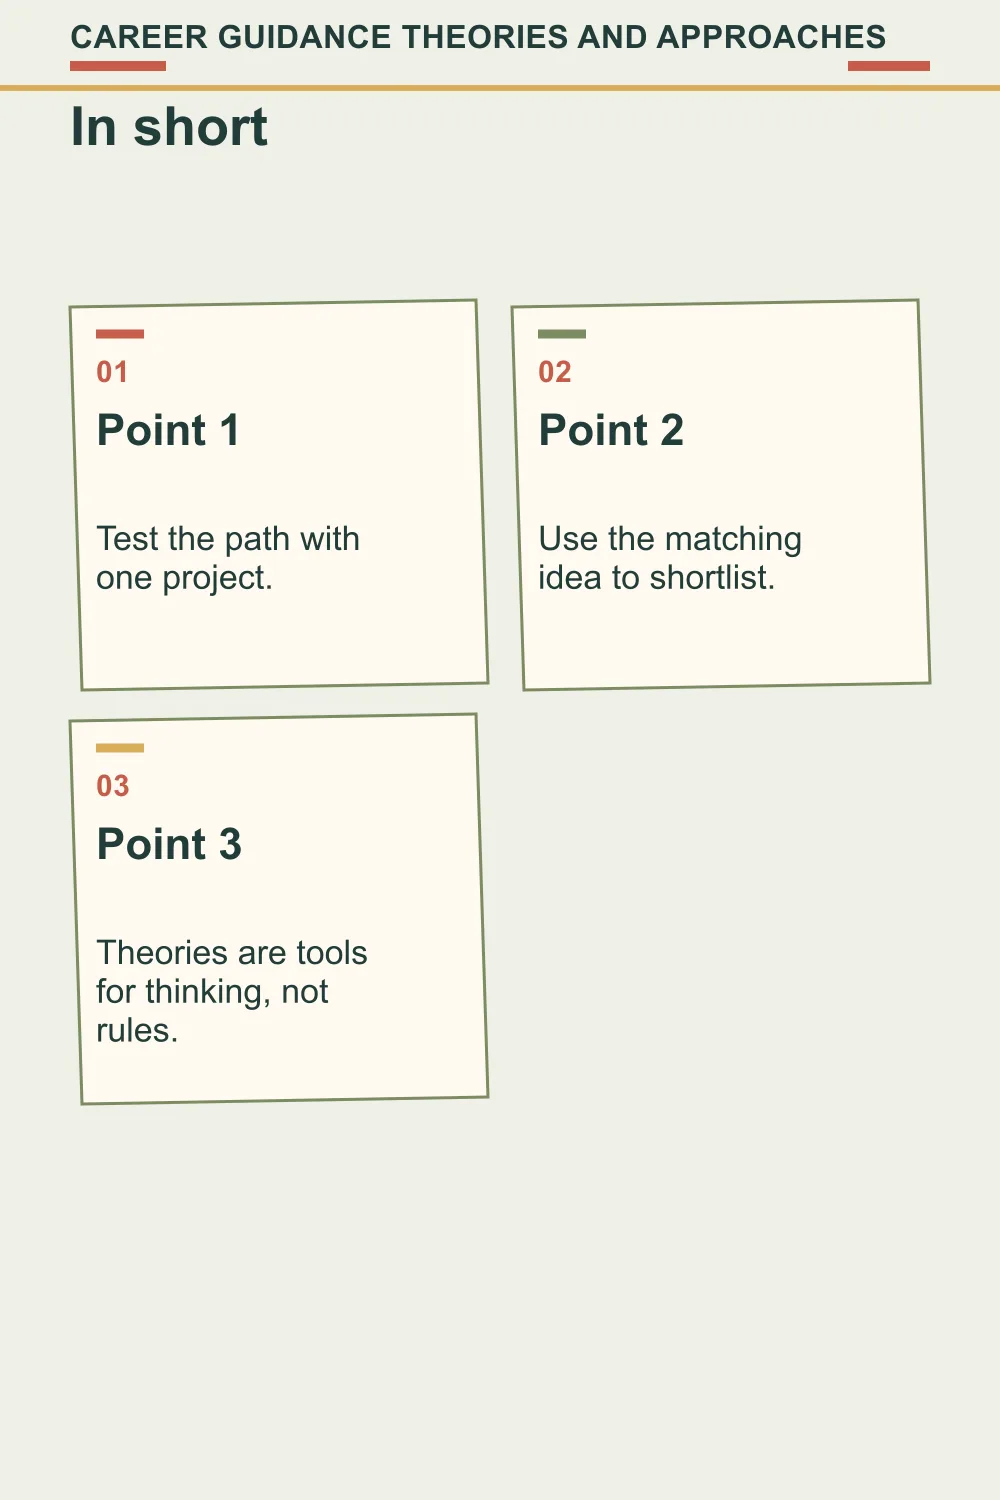 CAREER GUIDANCE THEORIES AND APPROACHES
In short
01
Point 1
Test the path with
one project.
02
Point 2
Use the matching
idea to shortlist.
03
Point 3
Theories are tools
for thinking, not
rules.